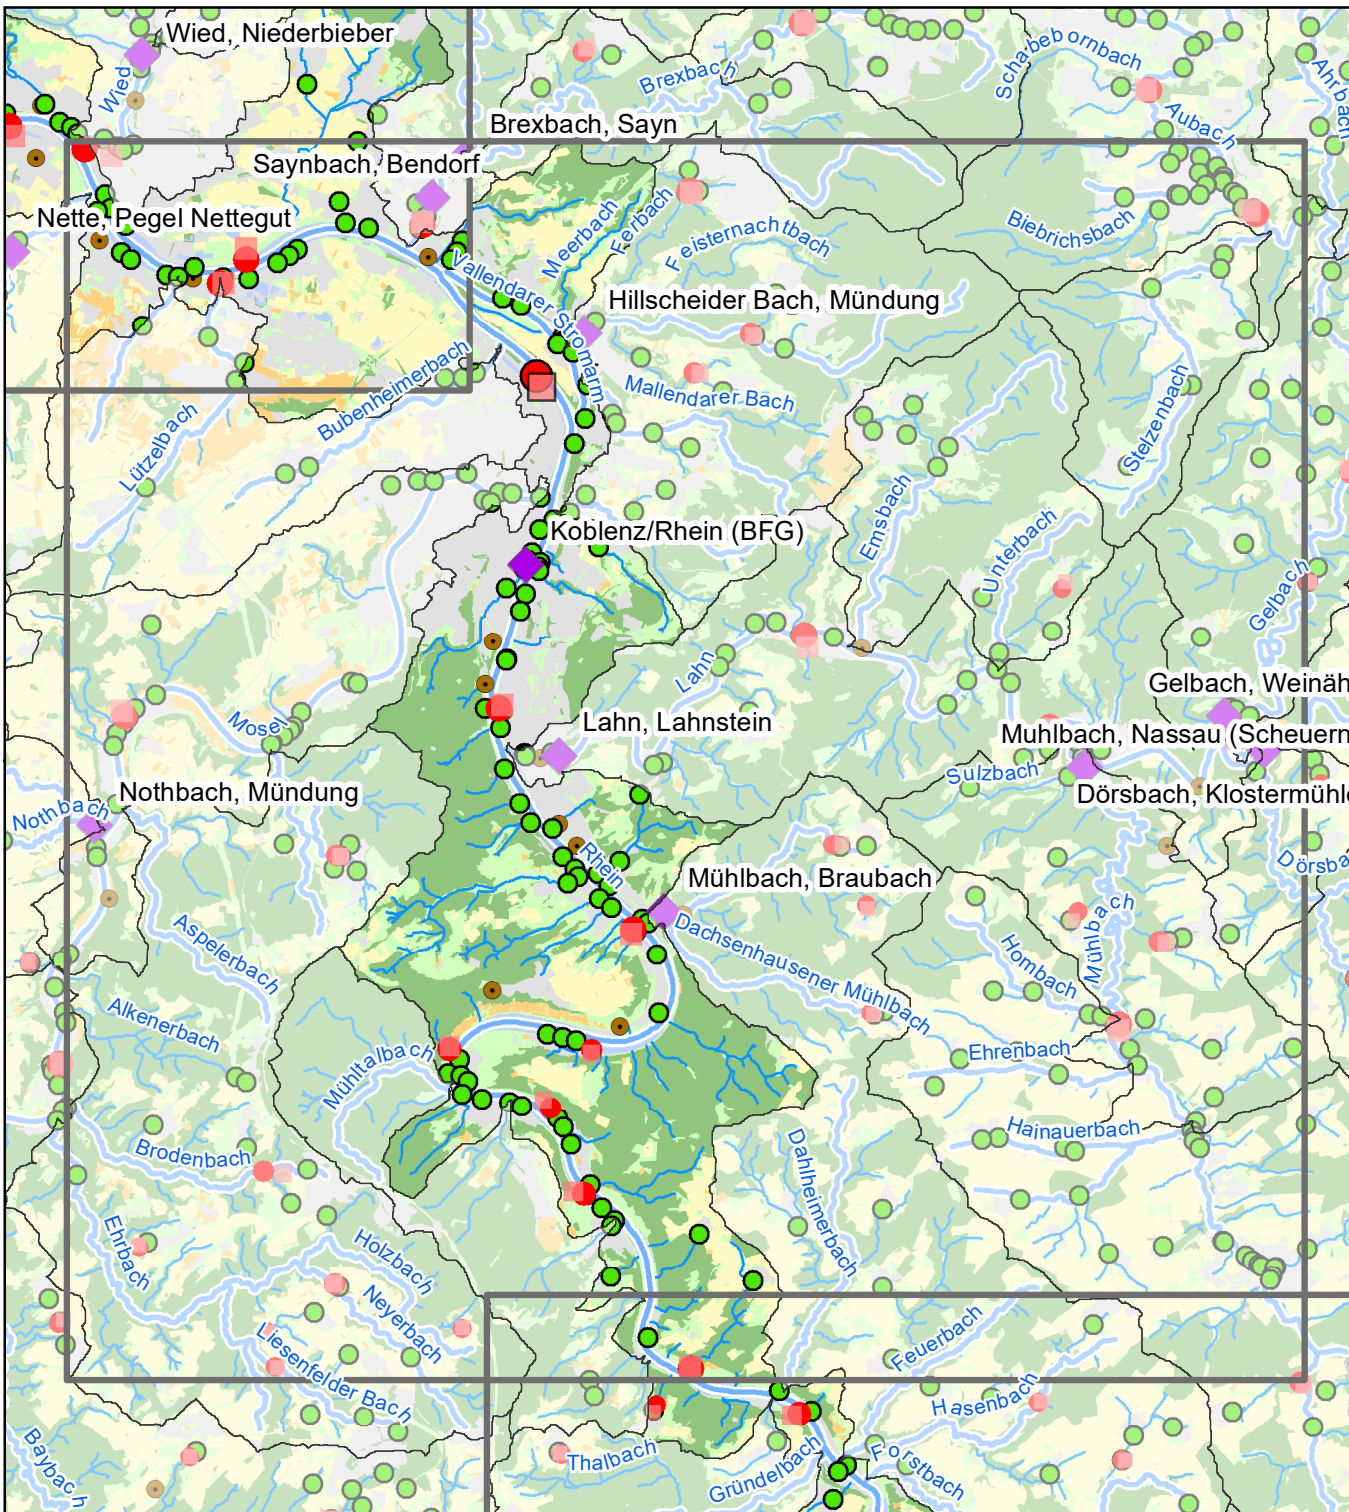 Wied, Niederbieber
Wied
Brexbach
Schabebornbach
Ahrbach
Aubach
Brexbach, Sayn
Saynbach, Bendorf
Nette, Pegel Nettegut
Meerbach
Ferbach
Feisternachtbach
Biebrichsbach
Vallendarer Stromarm
Hillscheider Bach, Mündung
Bubenheimerbach
Mallendarer Bach
Lützelbach
Stelzenbach
Emsbach
Unterbach
Koblenz/Rhein (BFG)
Gelbach
Lahn
Gelbach, Weinäh
Mosel
Lahn, Lahnstein
Muhlbach, Nassau (Scheuern
Sulzbach
Nothbach, Mündung
Dörsbach, Klostermühle
Nothbach
Rhein
Dörsba
Mühlbach, Braubach
Dachsenhausener Mühlbach
Mühlbach
Hombach
Aspelerbach
Alkenerbach
Mühltalbach
Ehrenbach
Hainauerbach
Brodenbach
Dahlheimerbach
Ehrbach
Holzbach
Neyerbach
Liesenfelder Bach
Feuerbach
Hasenbach
Baybach
Thalbach
Gründelbach
Forstbach